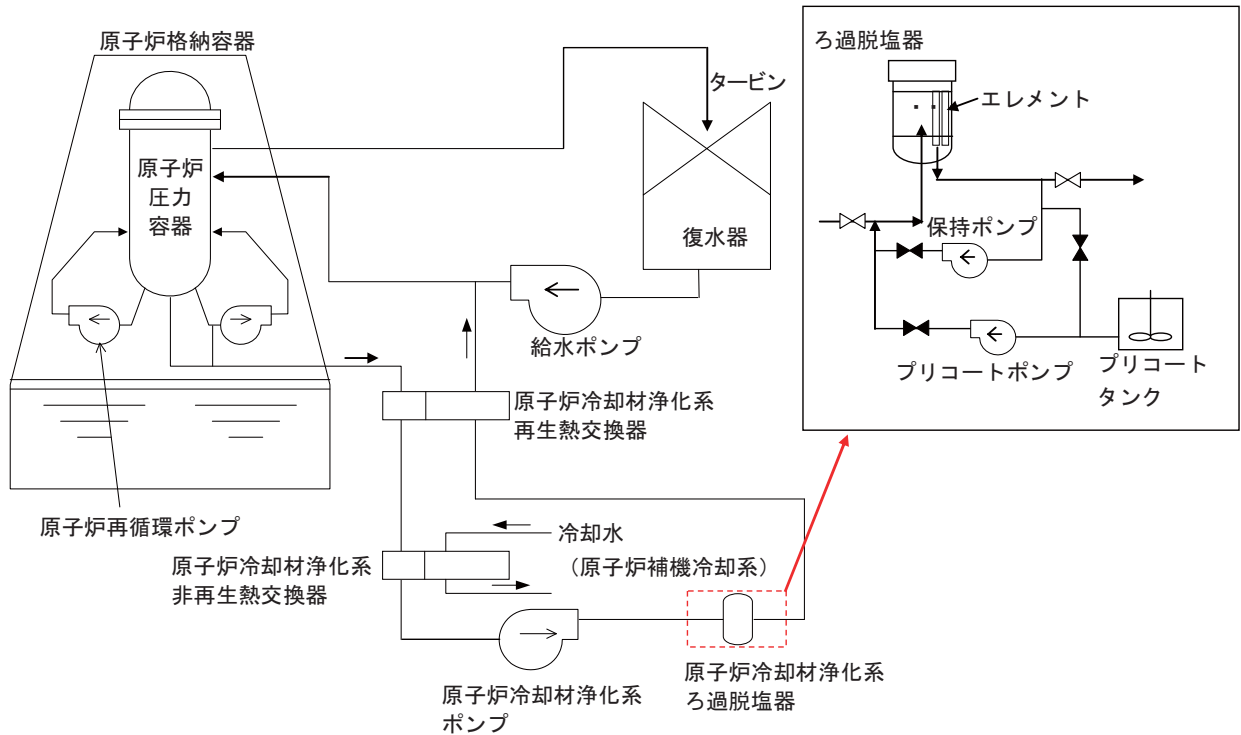 原子炉格納容器
原子炉
圧力
容器
タービン
復水器
給水ポンプ
原子炉再循環ポンプ
原子炉冷却材浄化系
再生熱交換器
原子炉冷却材浄化系
非再生熱交換器
冷却水
（原子炉補機冷却系）
原子炉冷却材浄化系
ポンプ
原子炉冷却材浄化系
ろ過脱塩器
ろ過脱塩器
エレメント
保持ポンプ
プリコートポンプ
プリコート
タンク